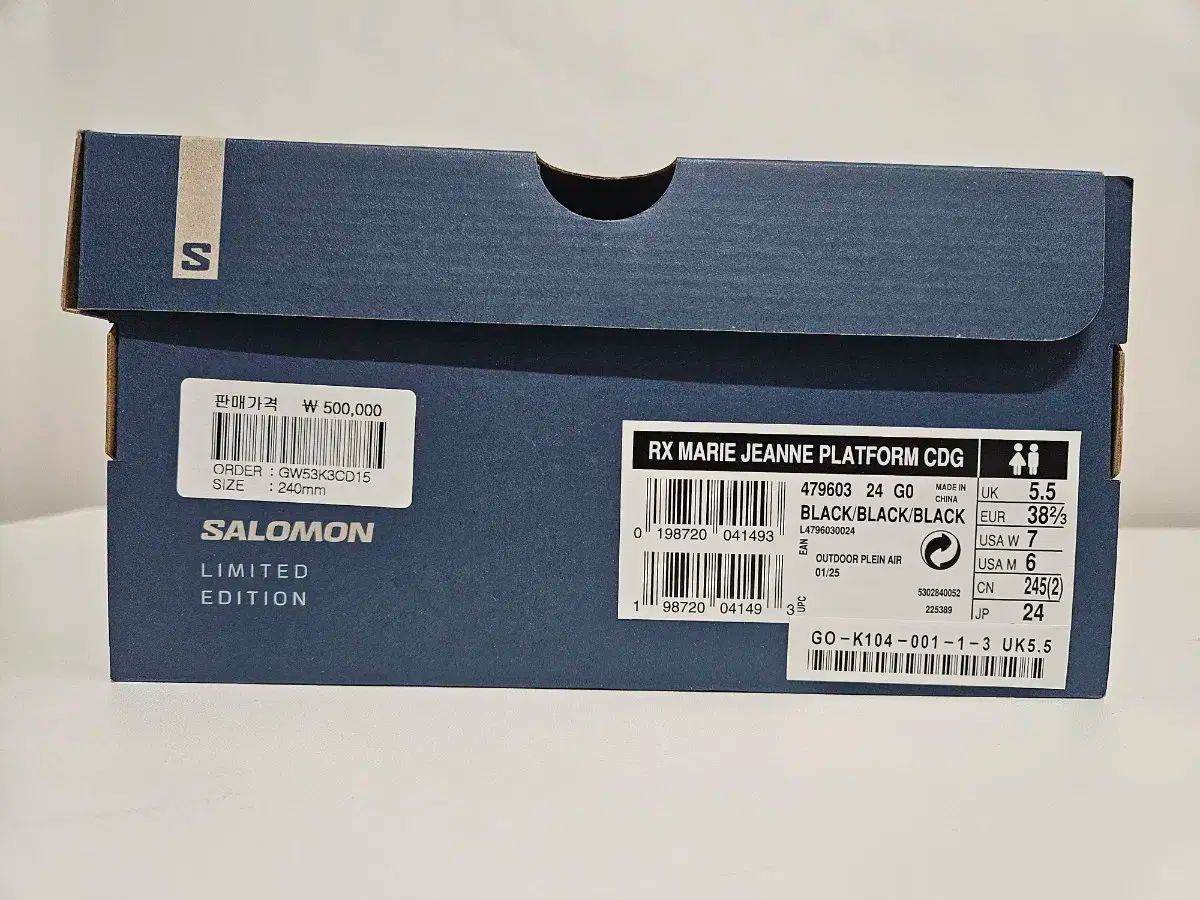 S
판매가격 ₩ 500,000
ORDER : GW53K3CD15
SIZE : 240mm
SALOMON
LIMITED
EDITION
RX MARIE JEANNE PLATFORM CDG
479603 24 G0
MADE IN
CHINA
BLACK/BLACK/BLACK
L4796030024
0 198720 041493
EAN
OUTDOOR PLEIN AIR
01/25
1 98720 04149 3
UPC
5302840052
225389
UK 5.5
EUR 38⅔
USA W 7
USA M 6
CN 245(2)
JP 24
GO-K104-001-1-3 UK5.5